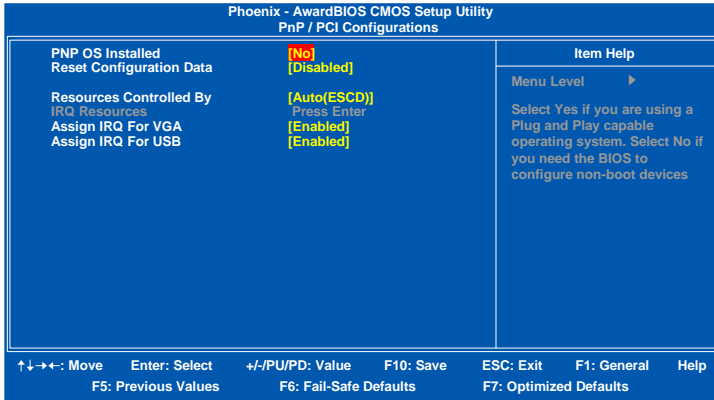 Phoenix - AwardBIOS CMOS Setup Utility
PnP / PCI Configurations
PNP OS Installed [No]
Reset Configuration Data [Disabled]
Resources Controlled By [Auto(ESCD)]
IRQ Resources Press Enter
Assign IRQ For VGA [Enabled]
Assign IRQ For USB [Enabled]
Item Help
Menu Level ▶
Select Yes if you are using a
Plug and Play capable
operating system. Select No if
you need the BIOS to
configure non-boot devices
↑↓→←: Move Enter: Select +/-/PU/PD: Value F10: Save ESC: Exit F1: General Help
F5: Previous Values F6: Fail-Safe Defaults F7: Optimized Defaults